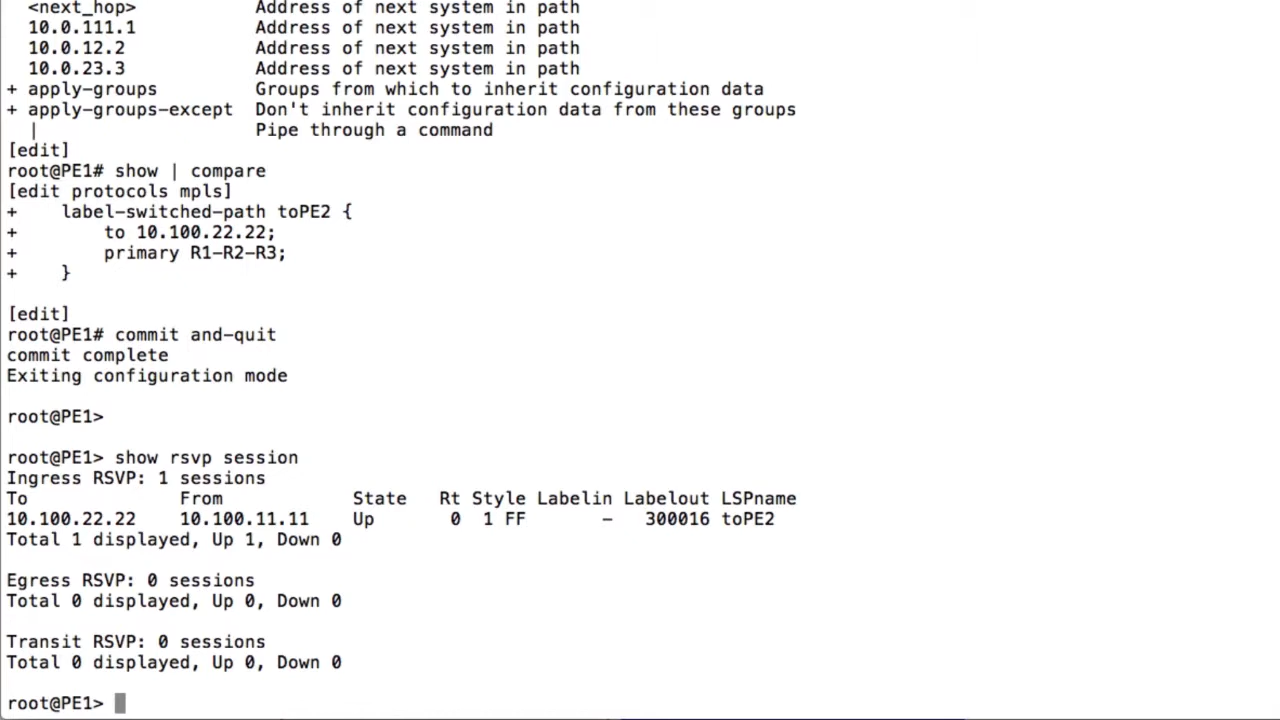 <next_hop>           Address of next system in path
  10.0.111.1           Address of next system in path
  10.0.12.2            Address of next system in path
  10.0.23.3            Address of next system in path
+ apply-groups         Groups from which to inherit configuration data
+ apply-groups-except  Don't inherit configuration data from these groups
  |                    Pipe through a command
[edit]
root@PE1# show | compare
[edit protocols mpls]
+    label-switched-path toPE2 {
+        to 10.100.22.22;
+        primary R1-R2-R3;
+    }
[edit]
root@PE1# commit and-quit
commit complete
Exiting configuration mode
root@PE1>
root@PE1> show rsvp session
Ingress RSVP: 1 sessions
To              From            State   Rt Style Labelin Labelout LSPname
10.100.22.22    10.100.11.11    Up       0  1 FF       -   300016 toPE2
Total 1 displayed, Up 1, Down 0
Egress RSVP: 0 sessions
Total 0 displayed, Up 0, Down 0
Transit RSVP: 0 sessions
Total 0 displayed, Up 0, Down 0
root@PE1>